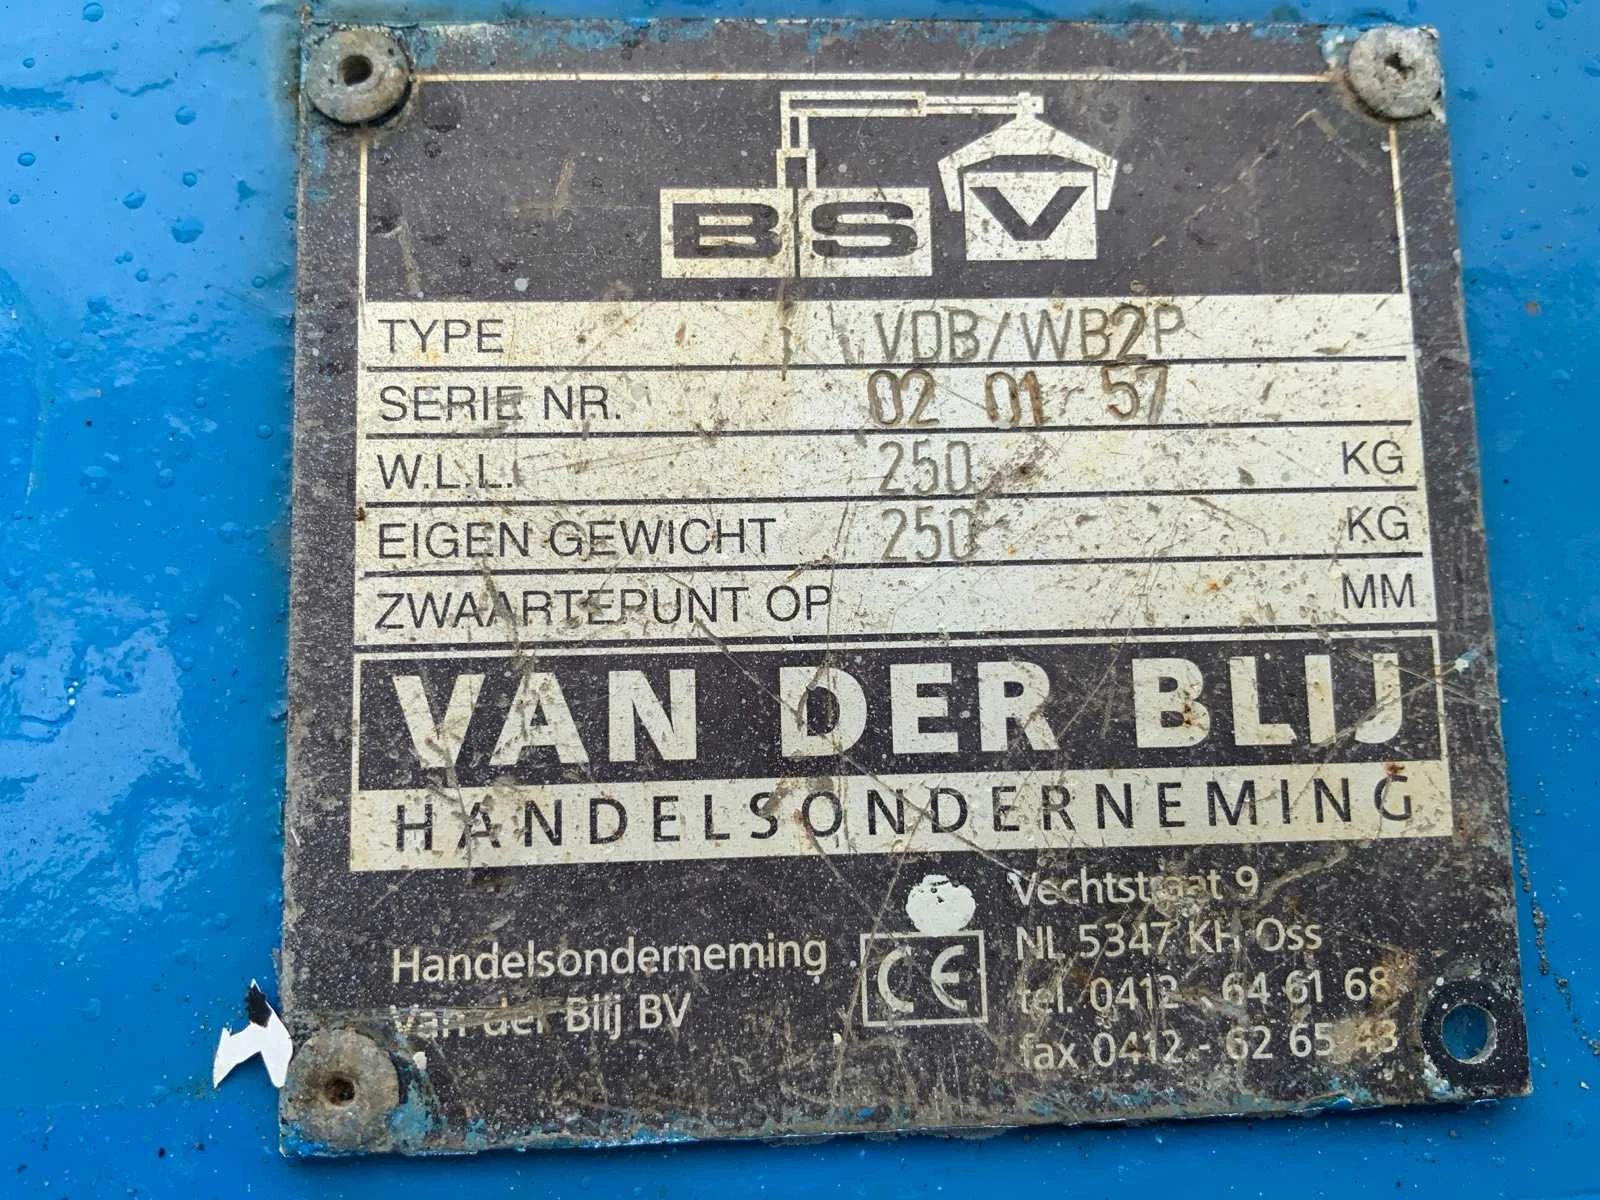 BSV
TYPE VDB/WB2P
SERIE NR. 02 01 57
W.L.L. 250 KG
EIGEN GEWICHT 250 KG
ZWAARTEPUNT OP MM
VAN DER BLIJ
HANDELSONDERNEMING
Handelsonderneming
Van der Blij BV
CE
Vechtstraat 9
NL 5347 KH Oss
tel. 0412 - 64 61 68
fax 0412 - 62 65 43